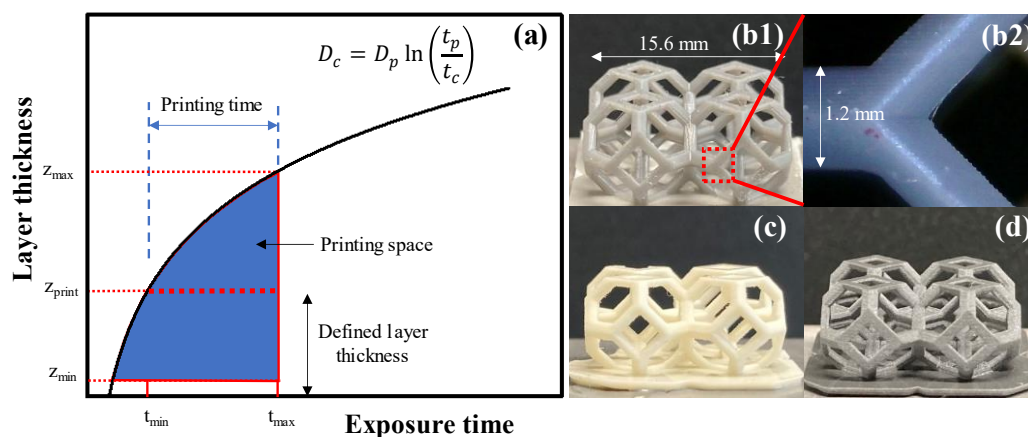 (a)
D_c = D_p ln(t_p/t_c)
Layer thickness
Printing time
z_max
Printing space
z_print
Defined layer
thickness
z_min
t_min
t_max
Exposure time
(b1)
15.6 mm
(b2)
1.2 mm
(c)
(d)